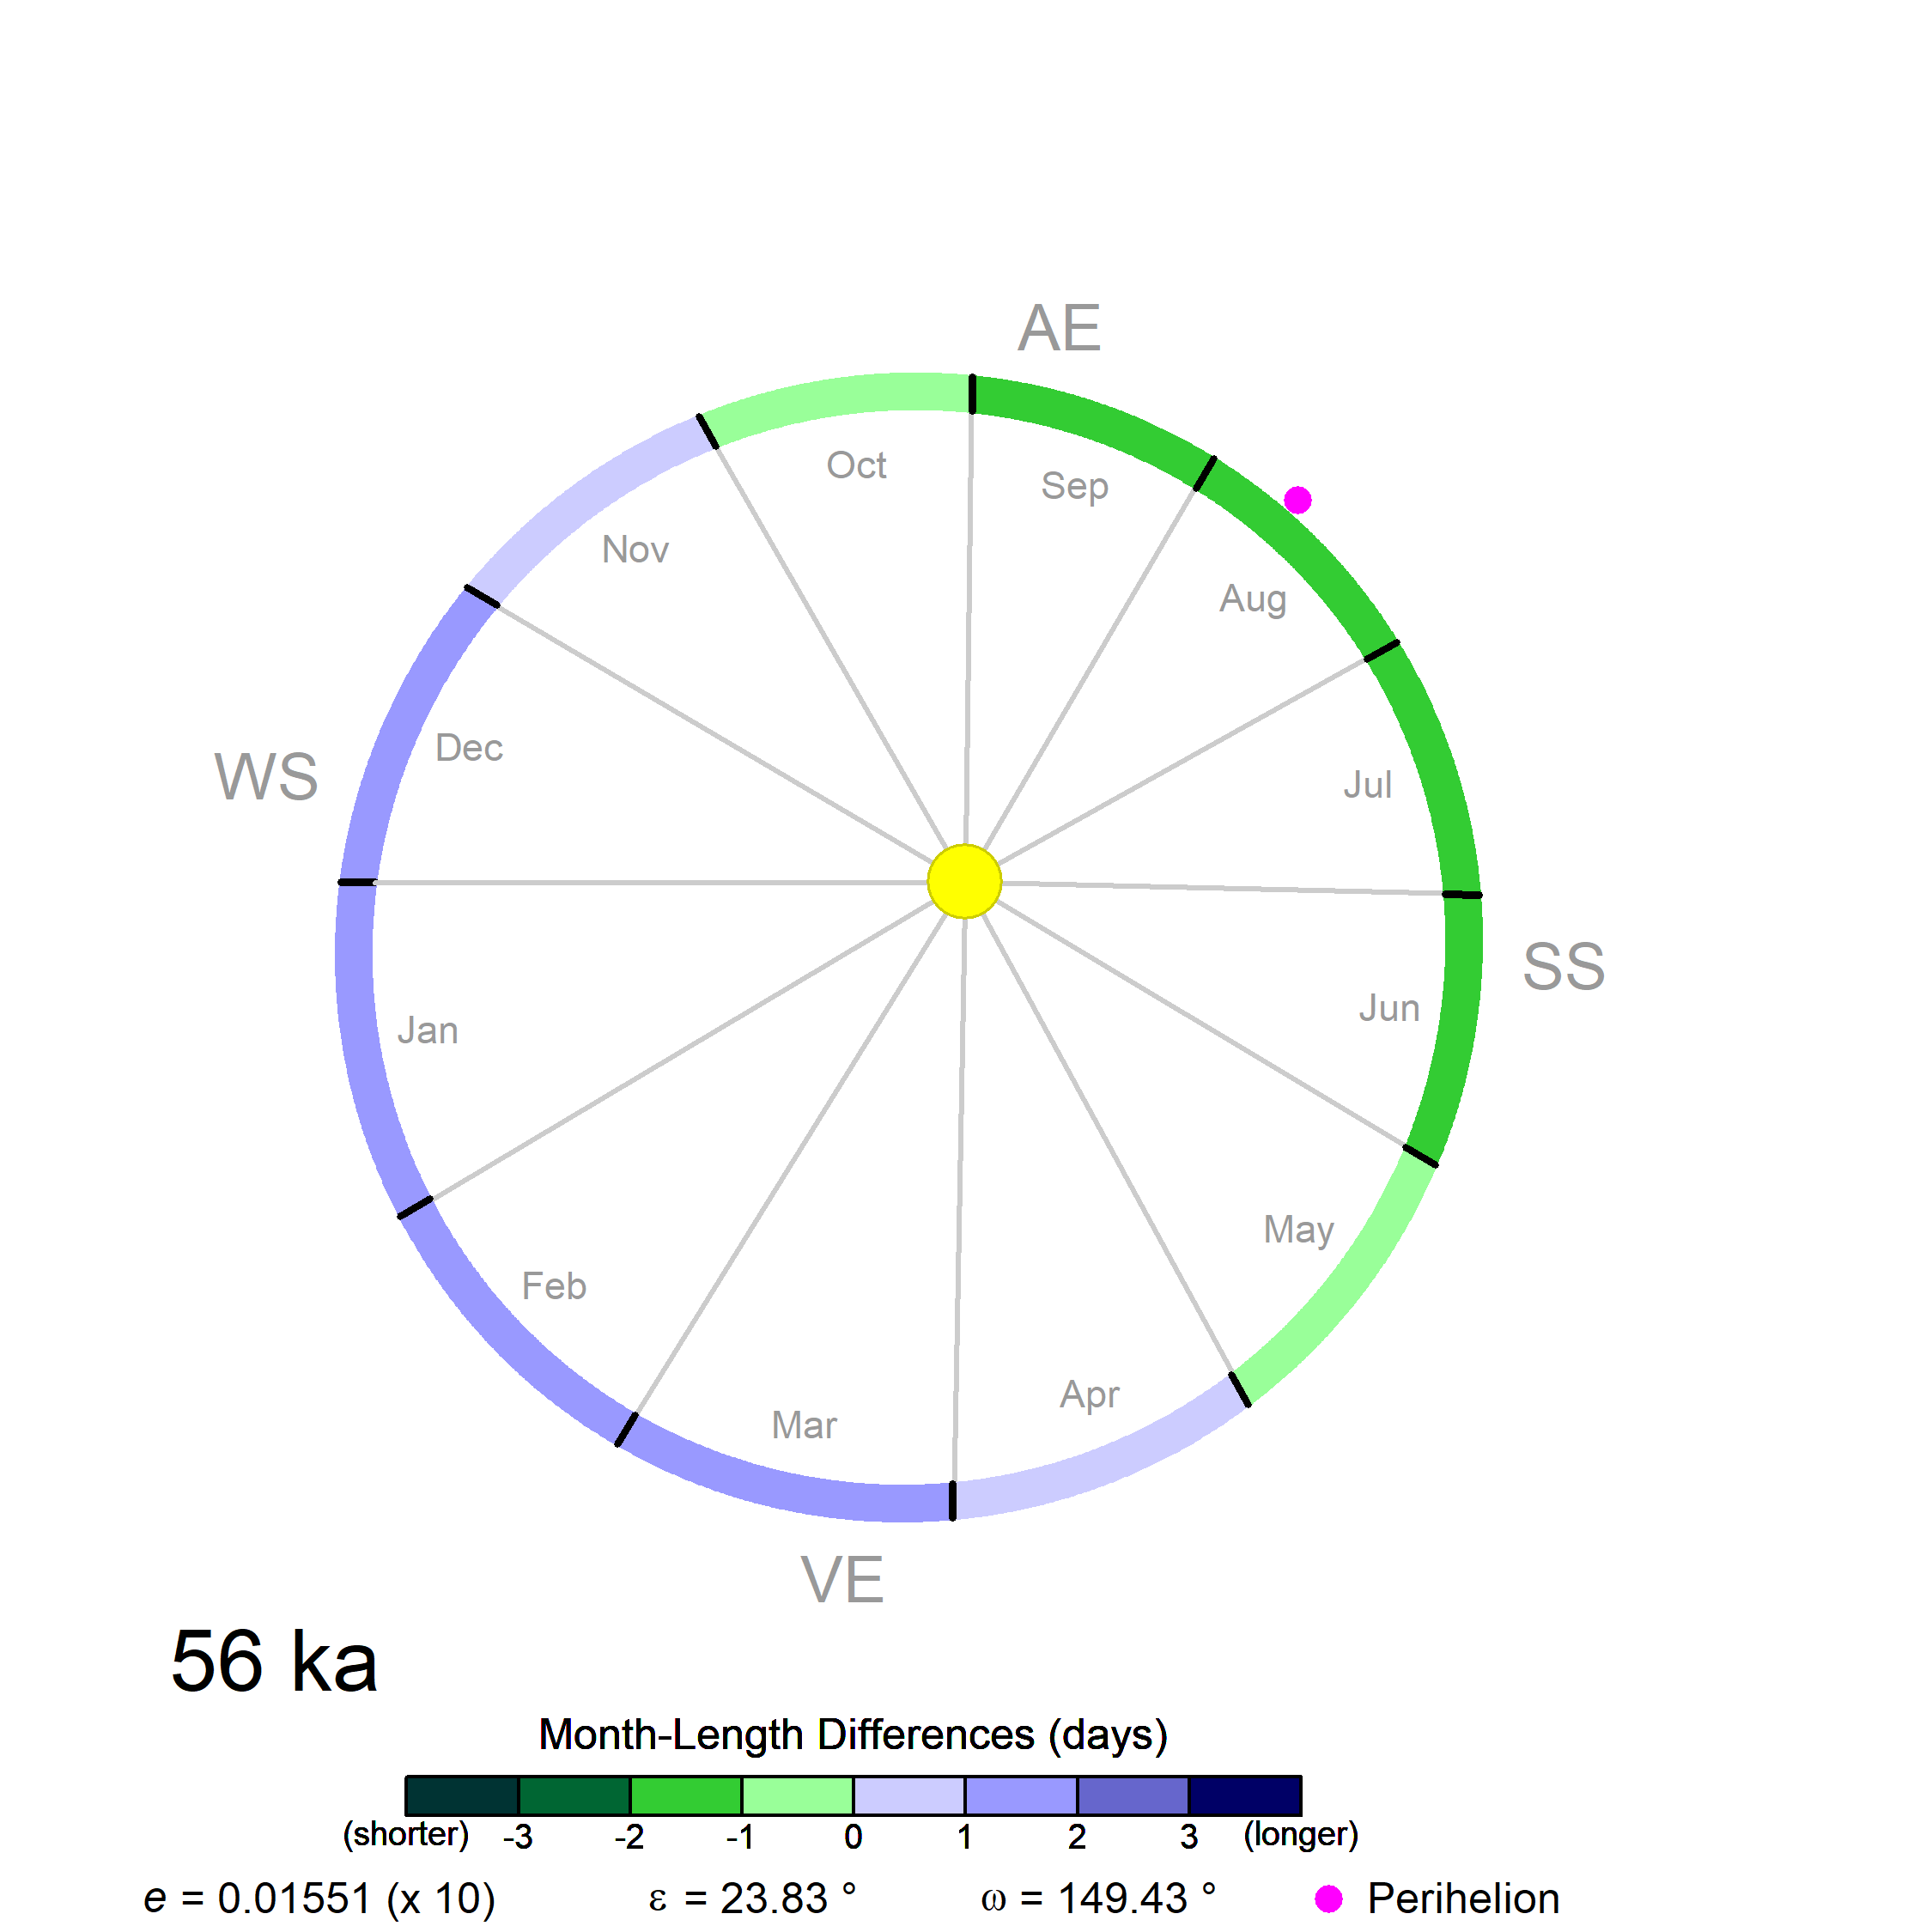 AE
Oct
Sep
Nov
Aug
Dec
WS
Jul
SS
Jun
Jan
May
Feb
Apr
Mar
VE
56 ka
Month-Length Differences (days)
(shorter) -3 -2 -1 0 1 2 3 (longer)
e = 0.01551 (x 10) ε = 23.83 ° ω = 149.43 ° Perihelion